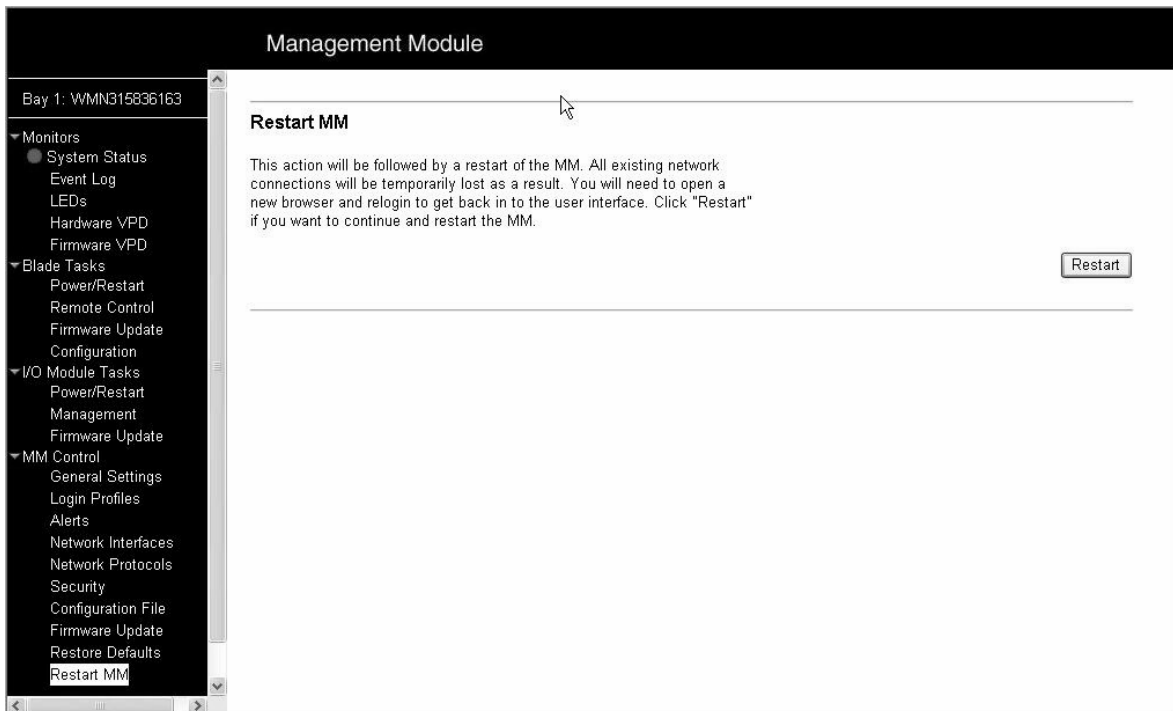 Management Module
Bay 1: WMN315836163
Monitors
System Status
Event Log
LEDs
Hardware VPD
Firmware VPD
Blade Tasks
Power/Restart
Remote Control
Firmware Update
Configuration
I/O Module Tasks
Power/Restart
Management
Firmware Update
MM Control
General Settings
Login Profiles
Alerts
Network Interfaces
Network Protocols
Security
Configuration File
Firmware Update
Restore Defaults
Restart MM
Restart MM
This action will be followed by a restart of the MM. All existing network
connections will be temporarily lost as a result. You will need to open a
new browser and relogin to get back in to the user interface. Click "Restart"
if you want to continue and restart the MM.
Restart